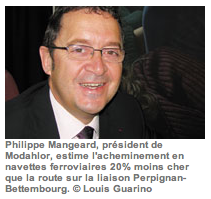 Philippe Mangeard, président de
Modahlor, estime l'acheminement en
navettes ferroviaires 20% moins cher
que la route sur la liaison Perpignan-
Bettembourg. © Louis Guarino